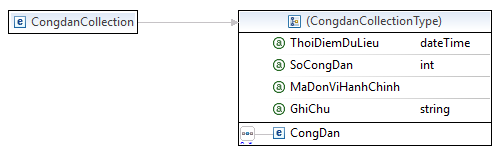 e CongdanCollection
(CongdanCollectionType)
a ThoiDiemDuLieu dateTime
a SoCongDan int
a MaDonViHanhChinh
a GhiChu string
e CongDan